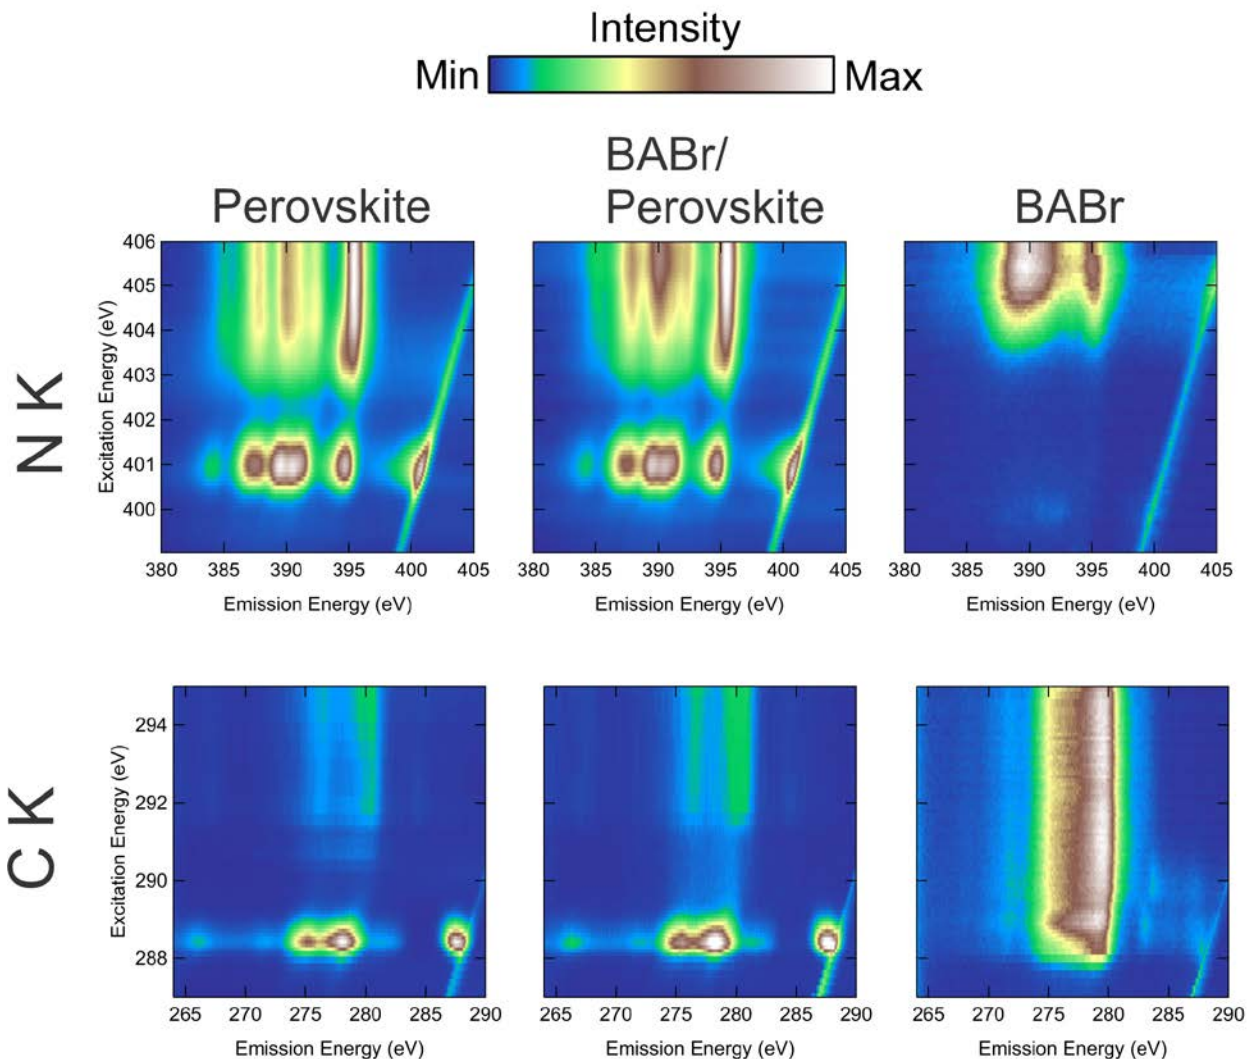 Intensity
Min Max
BABr/
Perovskite Perovskite BABr
N K
Excitation Energy (eV)
406
405
404
403
402
401
400
380 385 390 395 400 405
380 385 390 395 400 405
380 385 390 395 400 405
Emission Energy (eV) Emission Energy (eV) Emission Energy (eV)
C K
Excitation Energy (eV)
294
292
290
288
265 270 275 280 285 290
265 270 275 280 285 290
265 270 275 280 285 290
Emission Energy (eV) Emission Energy (eV) Emission Energy (eV)